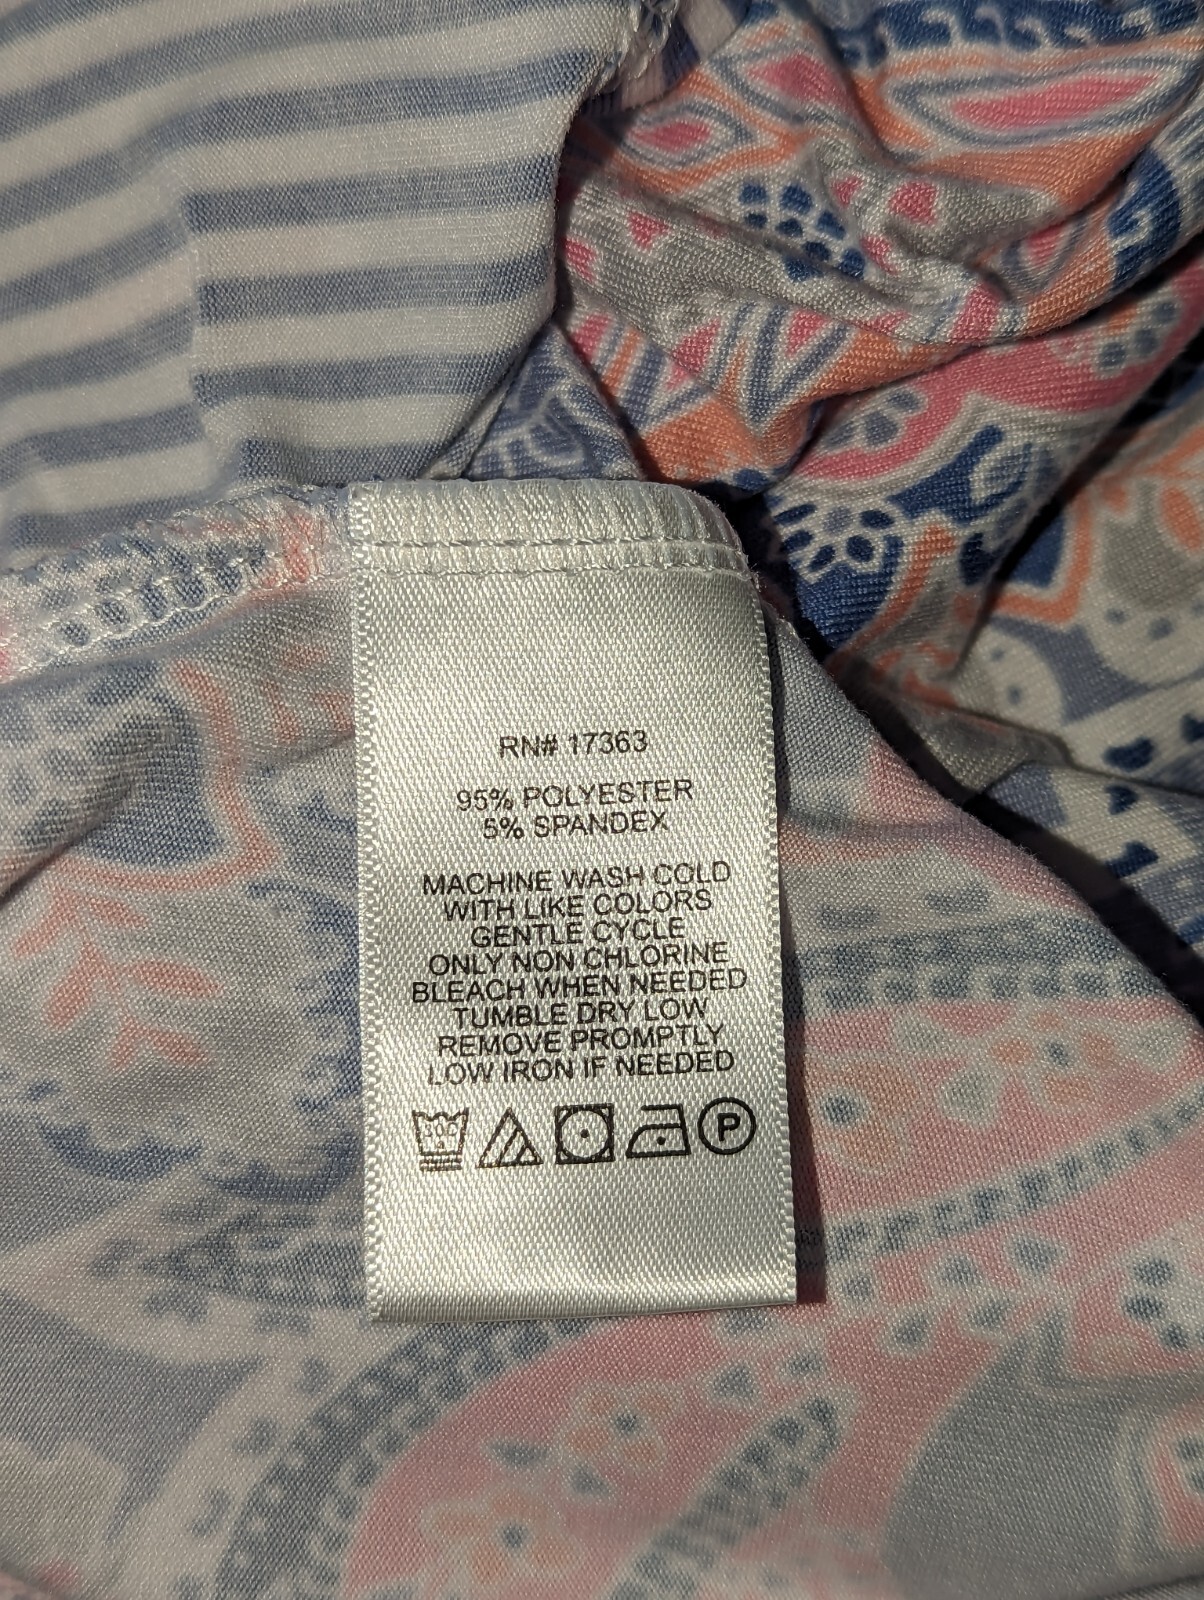 RN# 17363
95% POLYESTER
5% SPANDEX
MACHINE WASH COLD
WITH LIKE COLORS
GENTLE CYCLE
ONLY NON CHLORINE
BLEACH WHEN NEEDED
TUMBLE DRY LOW
REMOVE PROMPTLY
LOW IRON IF NEEDED
P